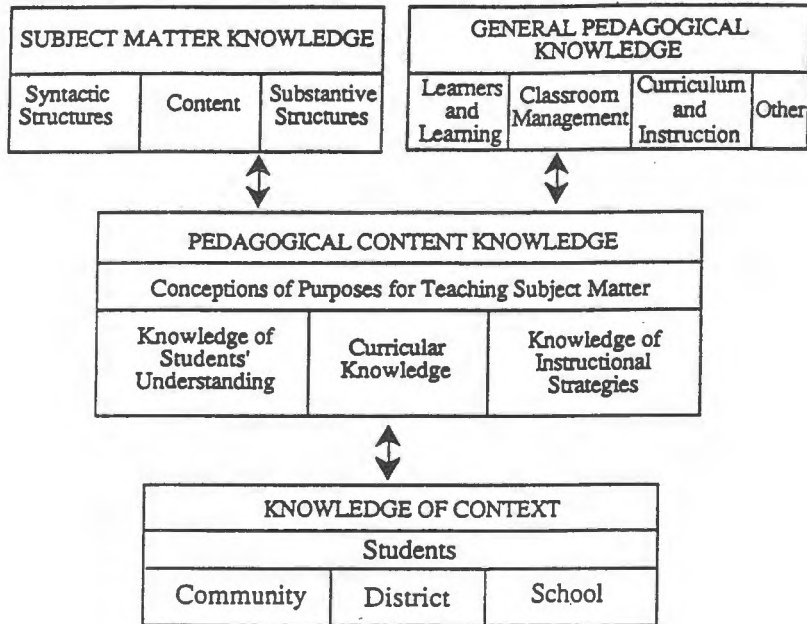 SUBJECT MATTER KNOWLEDGE
Syntactic
Structures
Content
Substantive
Structures
GENERAL PEDAGOGICAL
KNOWLEDGE
Learners
and
Learning
Classroom
Management
Curriculum
and
Instruction
Other
PEDAGOGICAL CONTENT KNOWLEDGE
Conceptions of Purposes for Teaching Subject Matter
Knowledge of
Students'
Understanding
Curricular
Knowledge
Knowledge of
Instructional
Strategies
KNOWLEDGE OF CONTEXT
Students
Community
District
School